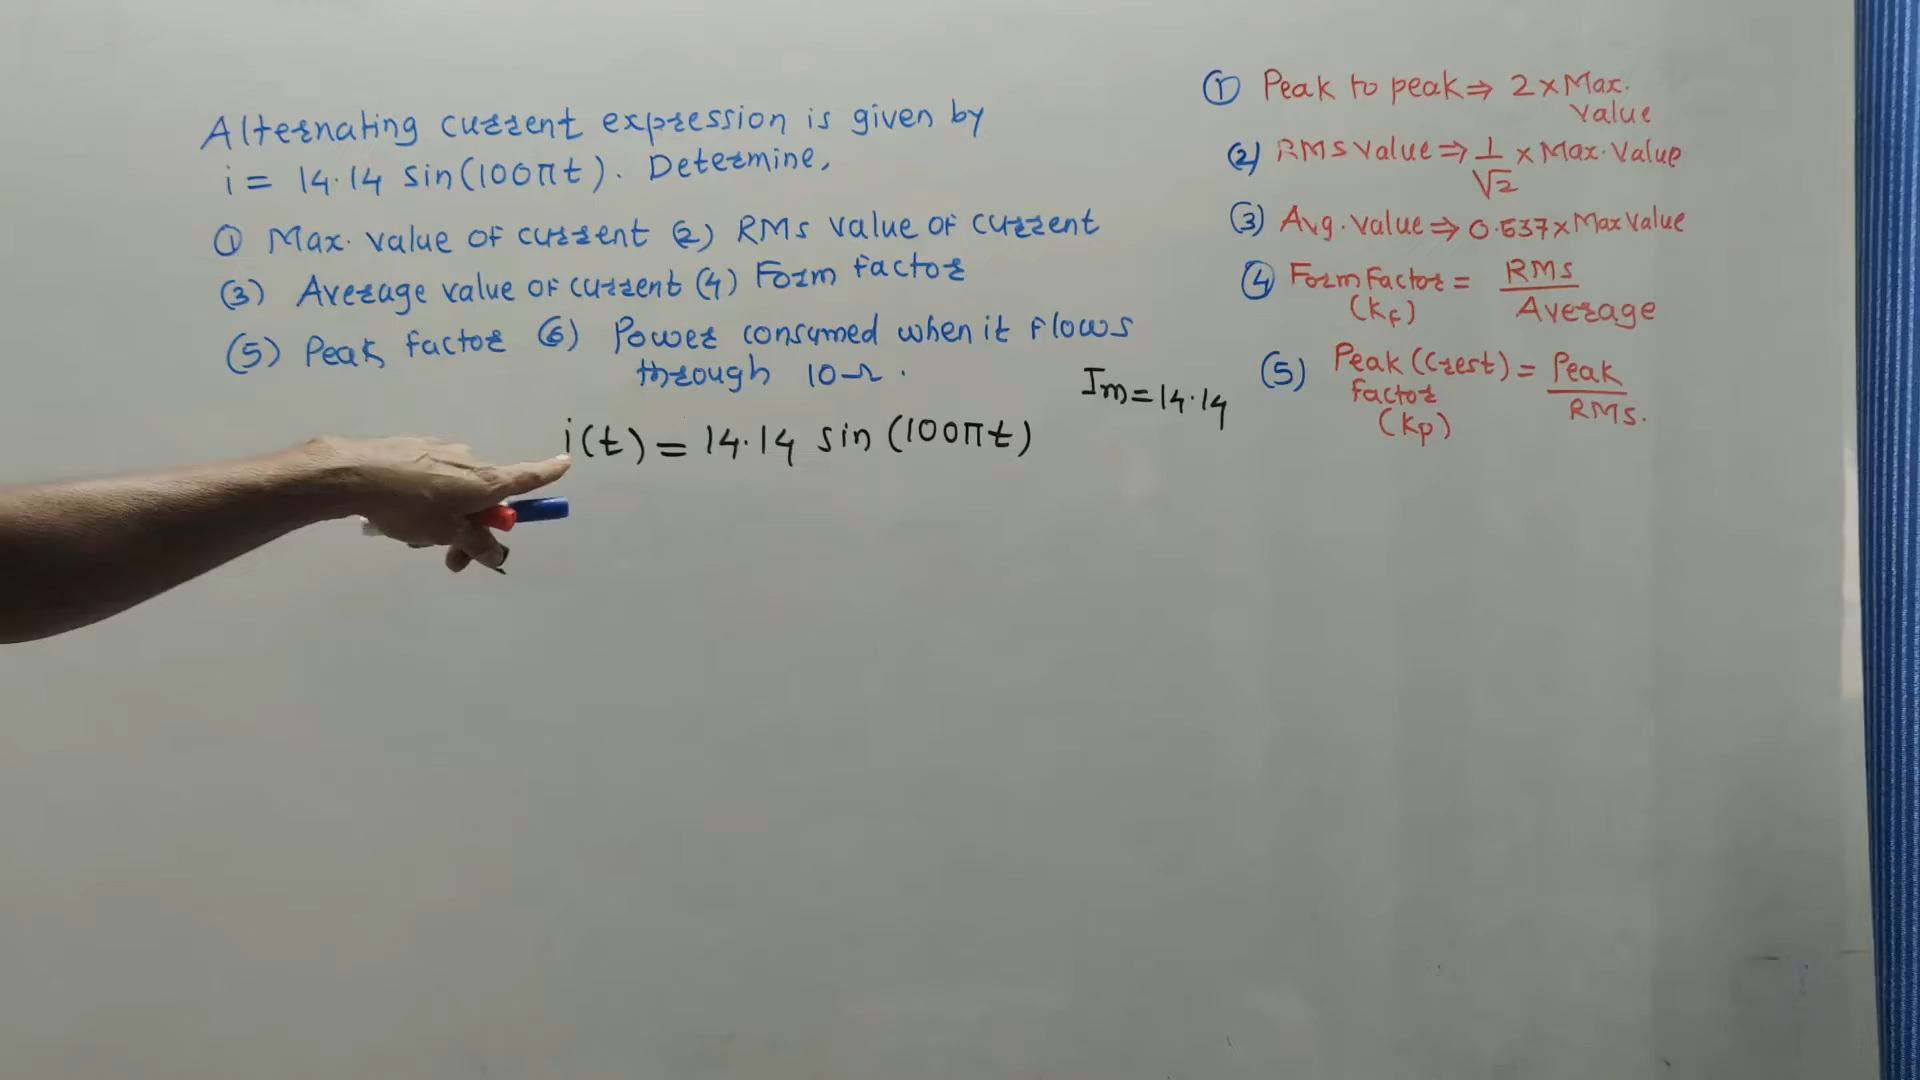 Alternating current expression is given by
i = 14.14 sin(100πt). Determine,
① Max. value of current (2) RMS value of current
(3) Average value of current (4) Form factor
(5) Peak factor (6) Power consumed when it flows
through 10Ω.
i(t) = 14.14 sin (100πt)
Im = 14.14
① Peak to peak ⇒ 2 x Max.
value
(2) RMS value ⇒ 1/√2 x Max. Value
(3) Avg. value ⇒ 0.637 x Max value
④ Form Factor = RMS/Average
(Kf)
(5) Peak (Crest) = Peak/RMS.
factor
(Kp)